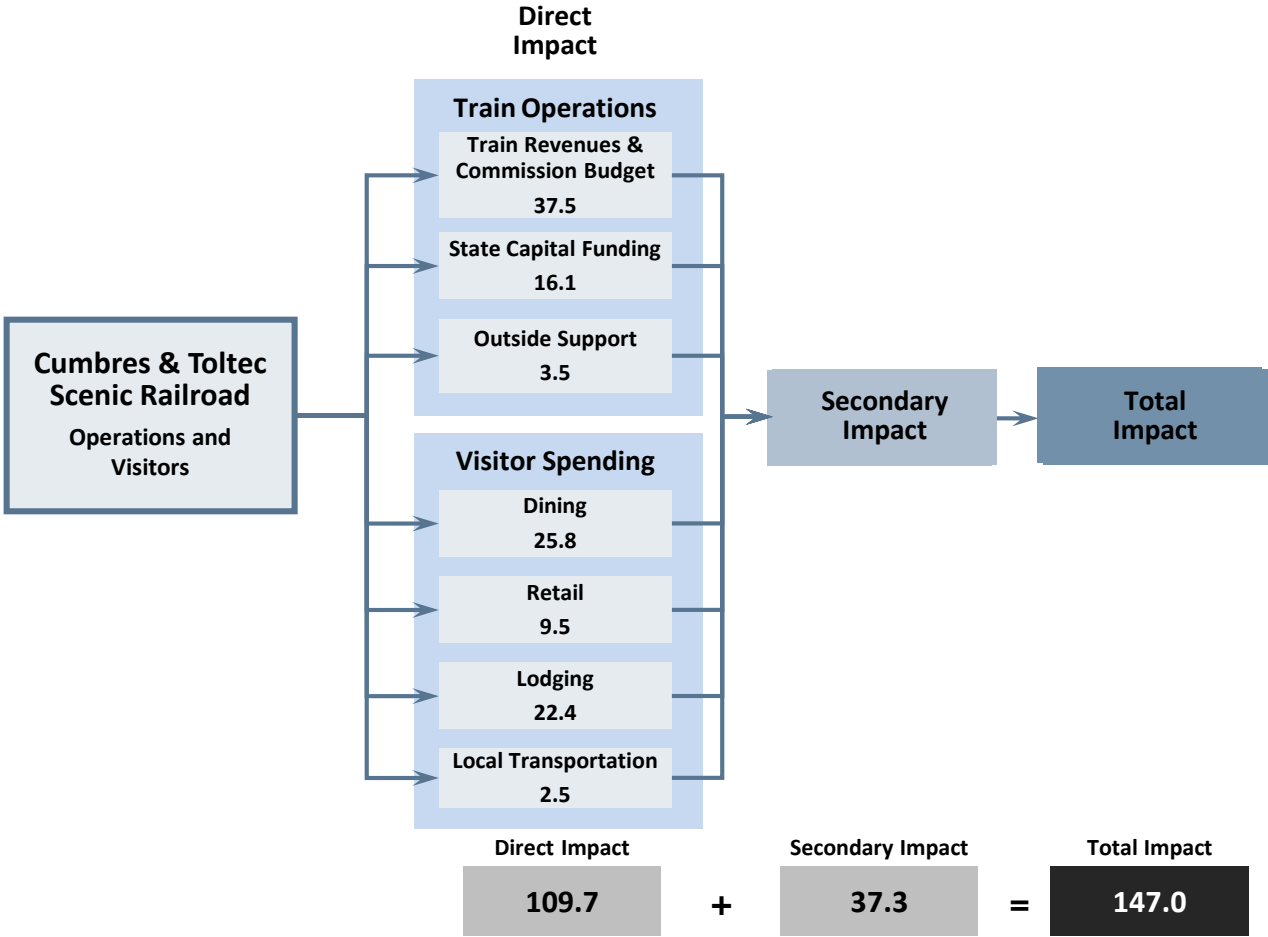 Direct
Impact
Train Operations
Train Revenues &
Commission Budget
37.5
State Capital Funding
16.1
Outside Support
3.5
Cumbres & Toltec
Scenic Railroad
Operations and
Visitors
Secondary
Impact
Total
Impact
Visitor Spending
Dining
25.8
Retail
9.5
Lodging
22.4
Local Transportation
2.5
Direct Impact
Secondary Impact
Total Impact
109.7 + 37.3 = 147.0